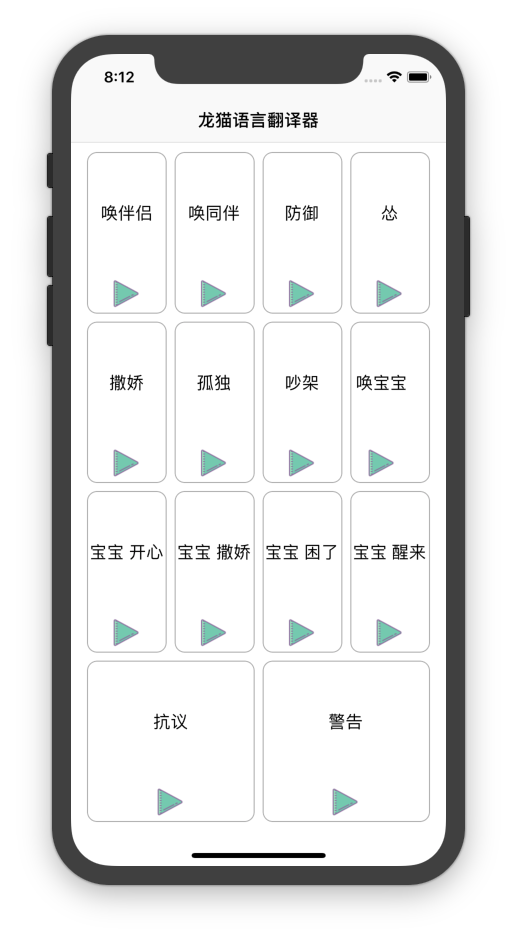 8:12
龙猫语言翻译器
唤伴侣
唤同伴
防御
怂
撒娇
孤独
吵架
唤宝宝
宝宝 开心
宝宝 撒娇
宝宝 困了
宝宝 醒来
抗议
警告